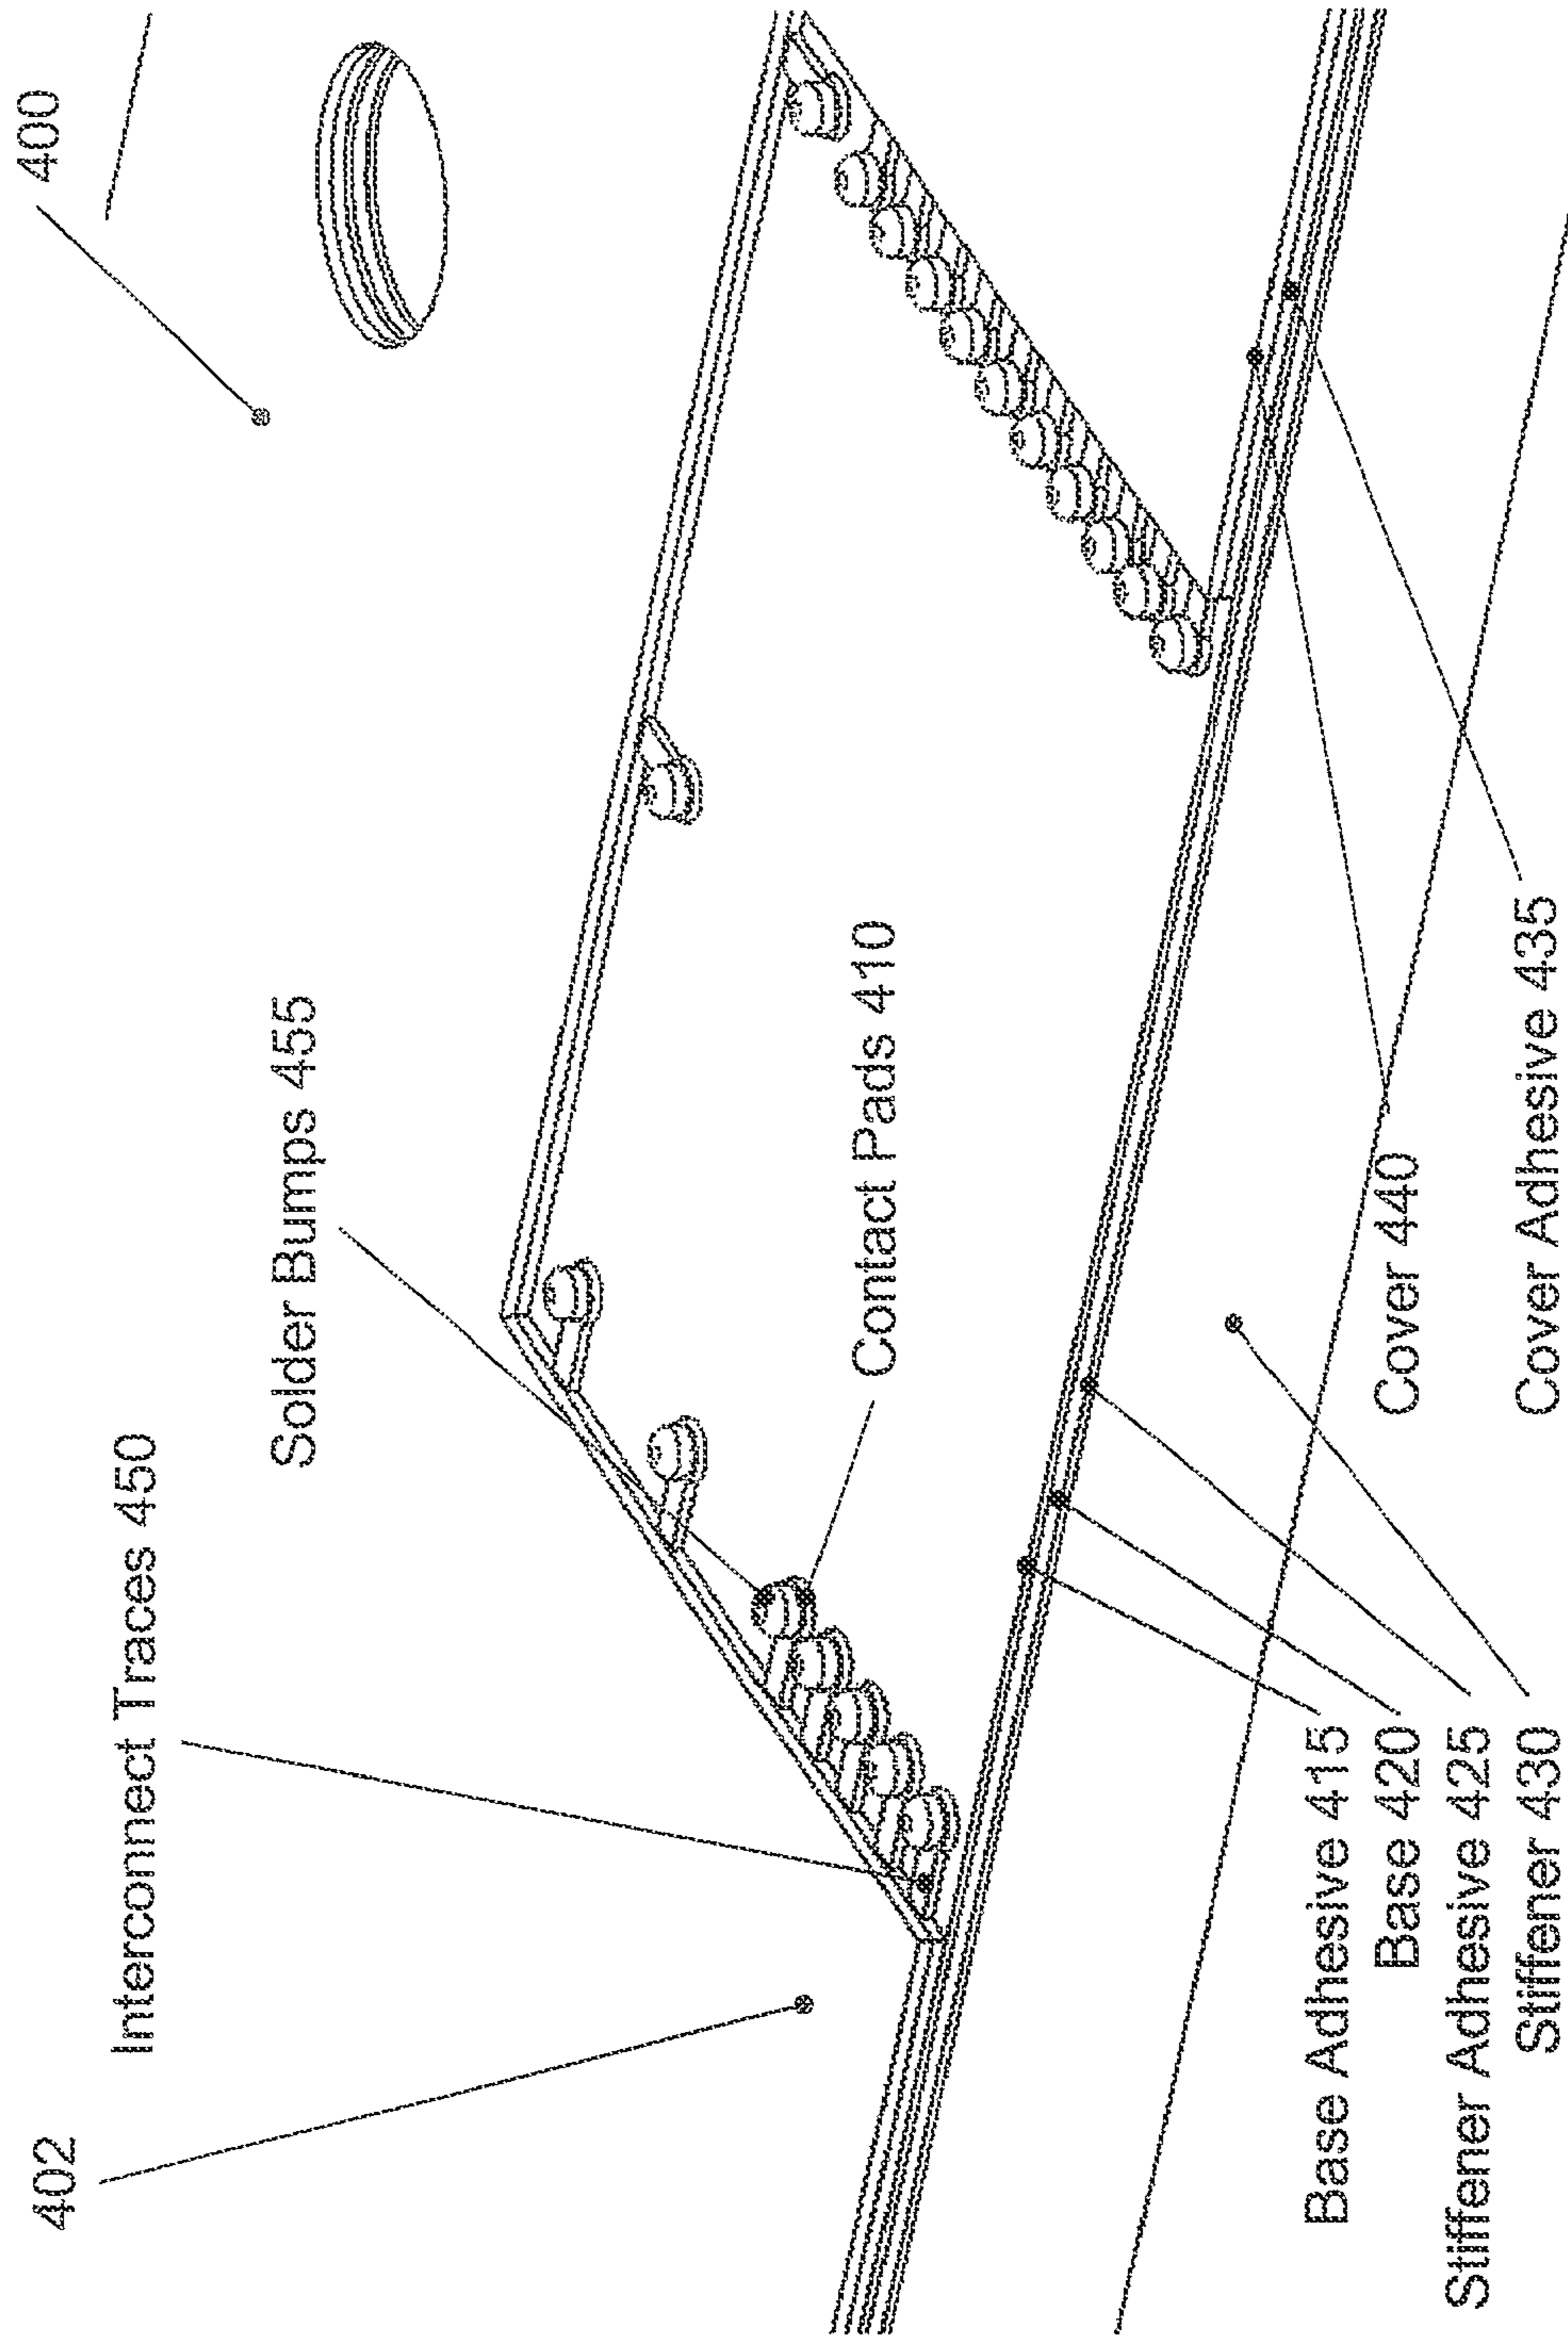 402
Interconnect Traces 450
400
Solder Bumps 455
Contact Pads 410
Base Adhesive 415
Base 420
Stiffener Adhesive 425
Stiffener 430
Cover 440
Cover Adhesive 435